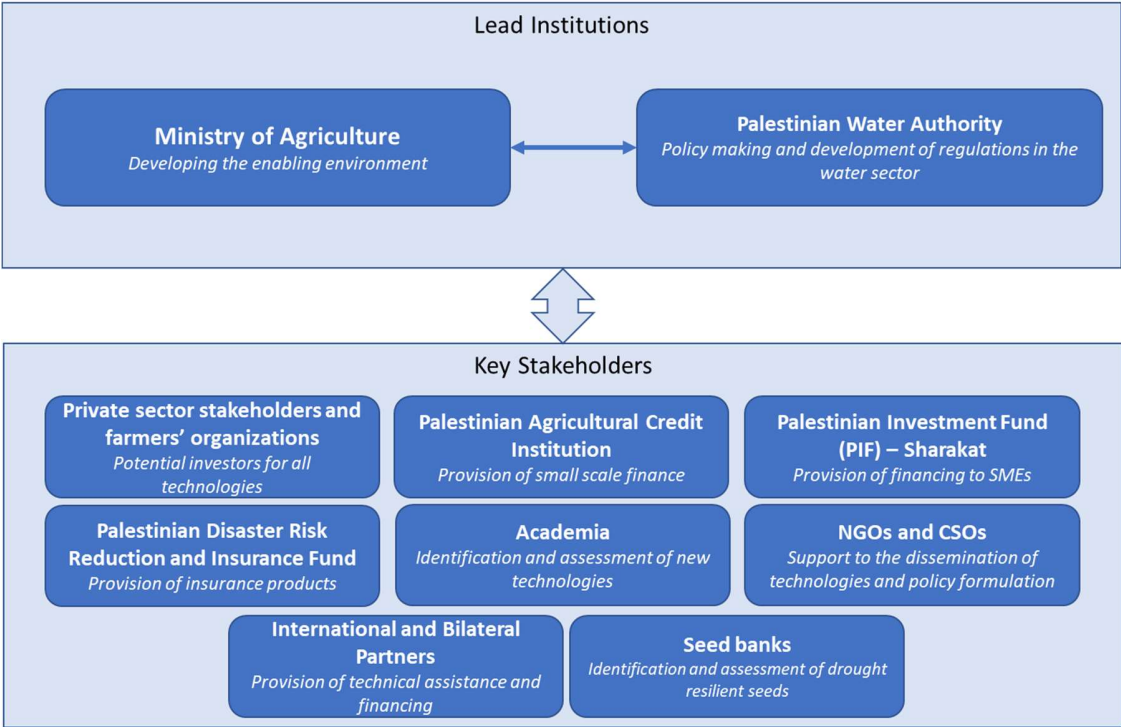 Lead Institutions
Ministry of Agriculture
Developing the enabling environment
Palestinian Water Authority
Policy making and development of regulations in the
water sector
Key Stakeholders
Private sector stakeholders and
farmers' organizations
Potential investors for all
technologies
Palestinian Agricultural Credit
Institution
Provision of small scale finance
Palestinian Investment Fund
(PIF) – Sharakat
Provision of financing to SMEs
Palestinian Disaster Risk
Reduction and Insurance Fund
Provision of insurance products
Academia
Identification and assessment of new
technologies
NGOs and CSOs
Support to the dissemination of
technologies and policy formulation
International and Bilateral
Partners
Provision of technical assistance and
financing
Seed banks
Identification and assessment of drought
resilient seeds